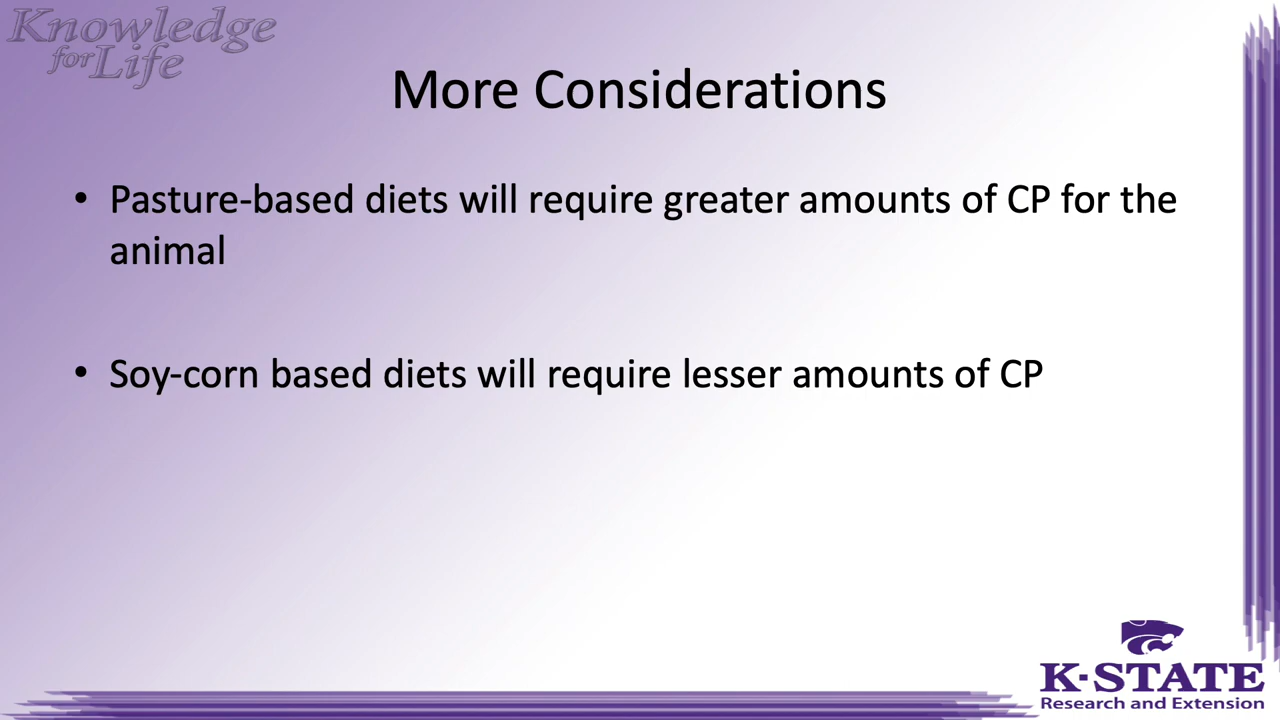 Knowledge
for Life
More Considerations
• Pasture-based diets will require greater amounts of CP for the
animal
• Soy-corn based diets will require lesser amounts of CP
K-STATE
Research and Extension